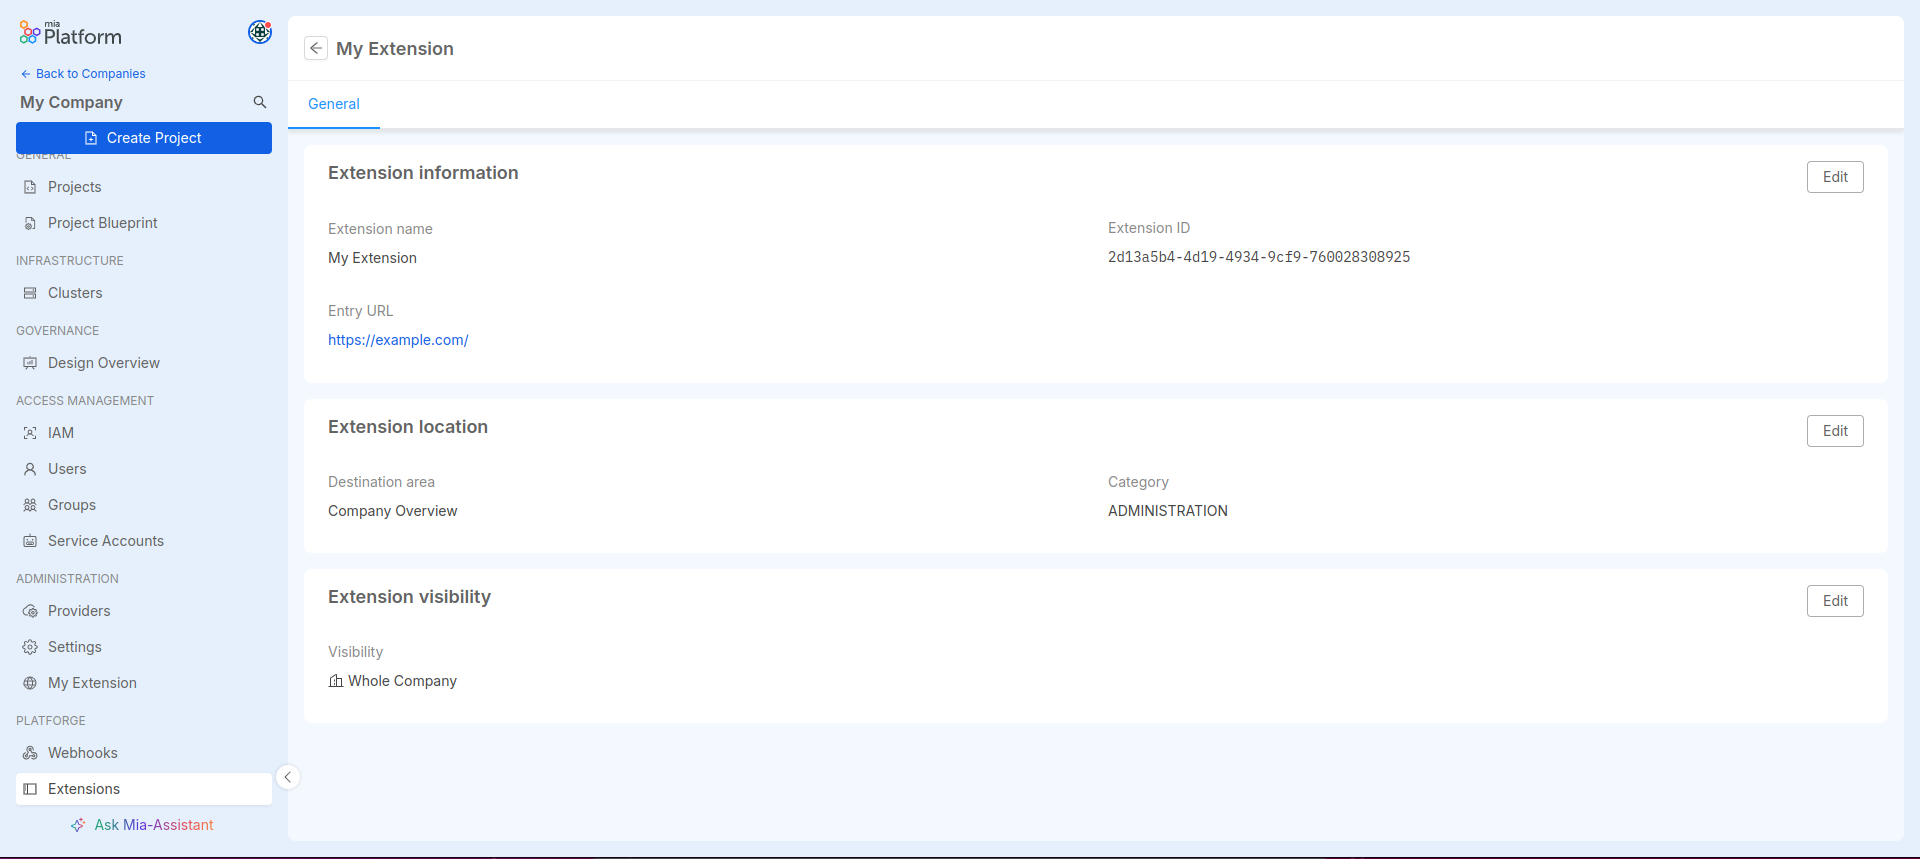 mia
Platform
Back to Companies
My Company
Create Project
GENERAL
Projects
Project Blueprint
INFRASTRUCTURE
Clusters
GOVERNANCE
Design Overview
ACCESS MANAGEMENT
IAM
Users
Groups
Service Accounts
ADMINISTRATION
Providers
Settings
My Extension
PLATFORGE
Webhooks
Extensions
Ask Mia-Assistant
My Extension
General
Extension information
Edit
Extension name
Extension ID
My Extension
2d13a5b4-4d19-4934-9cf9-760028308925
Entry URL
https://example.com/
Extension location
Edit
Destination area
Category
Company Overview
ADMINISTRATION
Extension visibility
Edit
Visibility
Whole Company